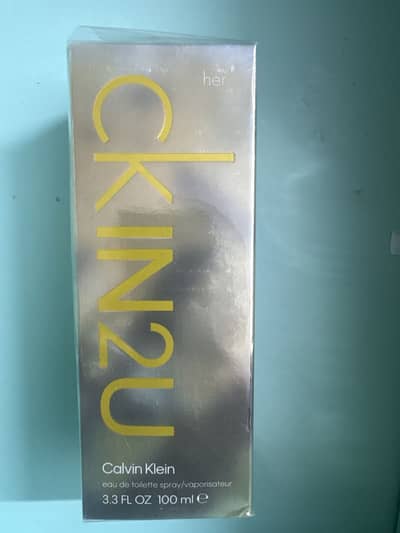 her
ckIN2U
Calvin Klein
eau de toilette spray/vaporisateur
3.3 FL OZ 100 ml ℮